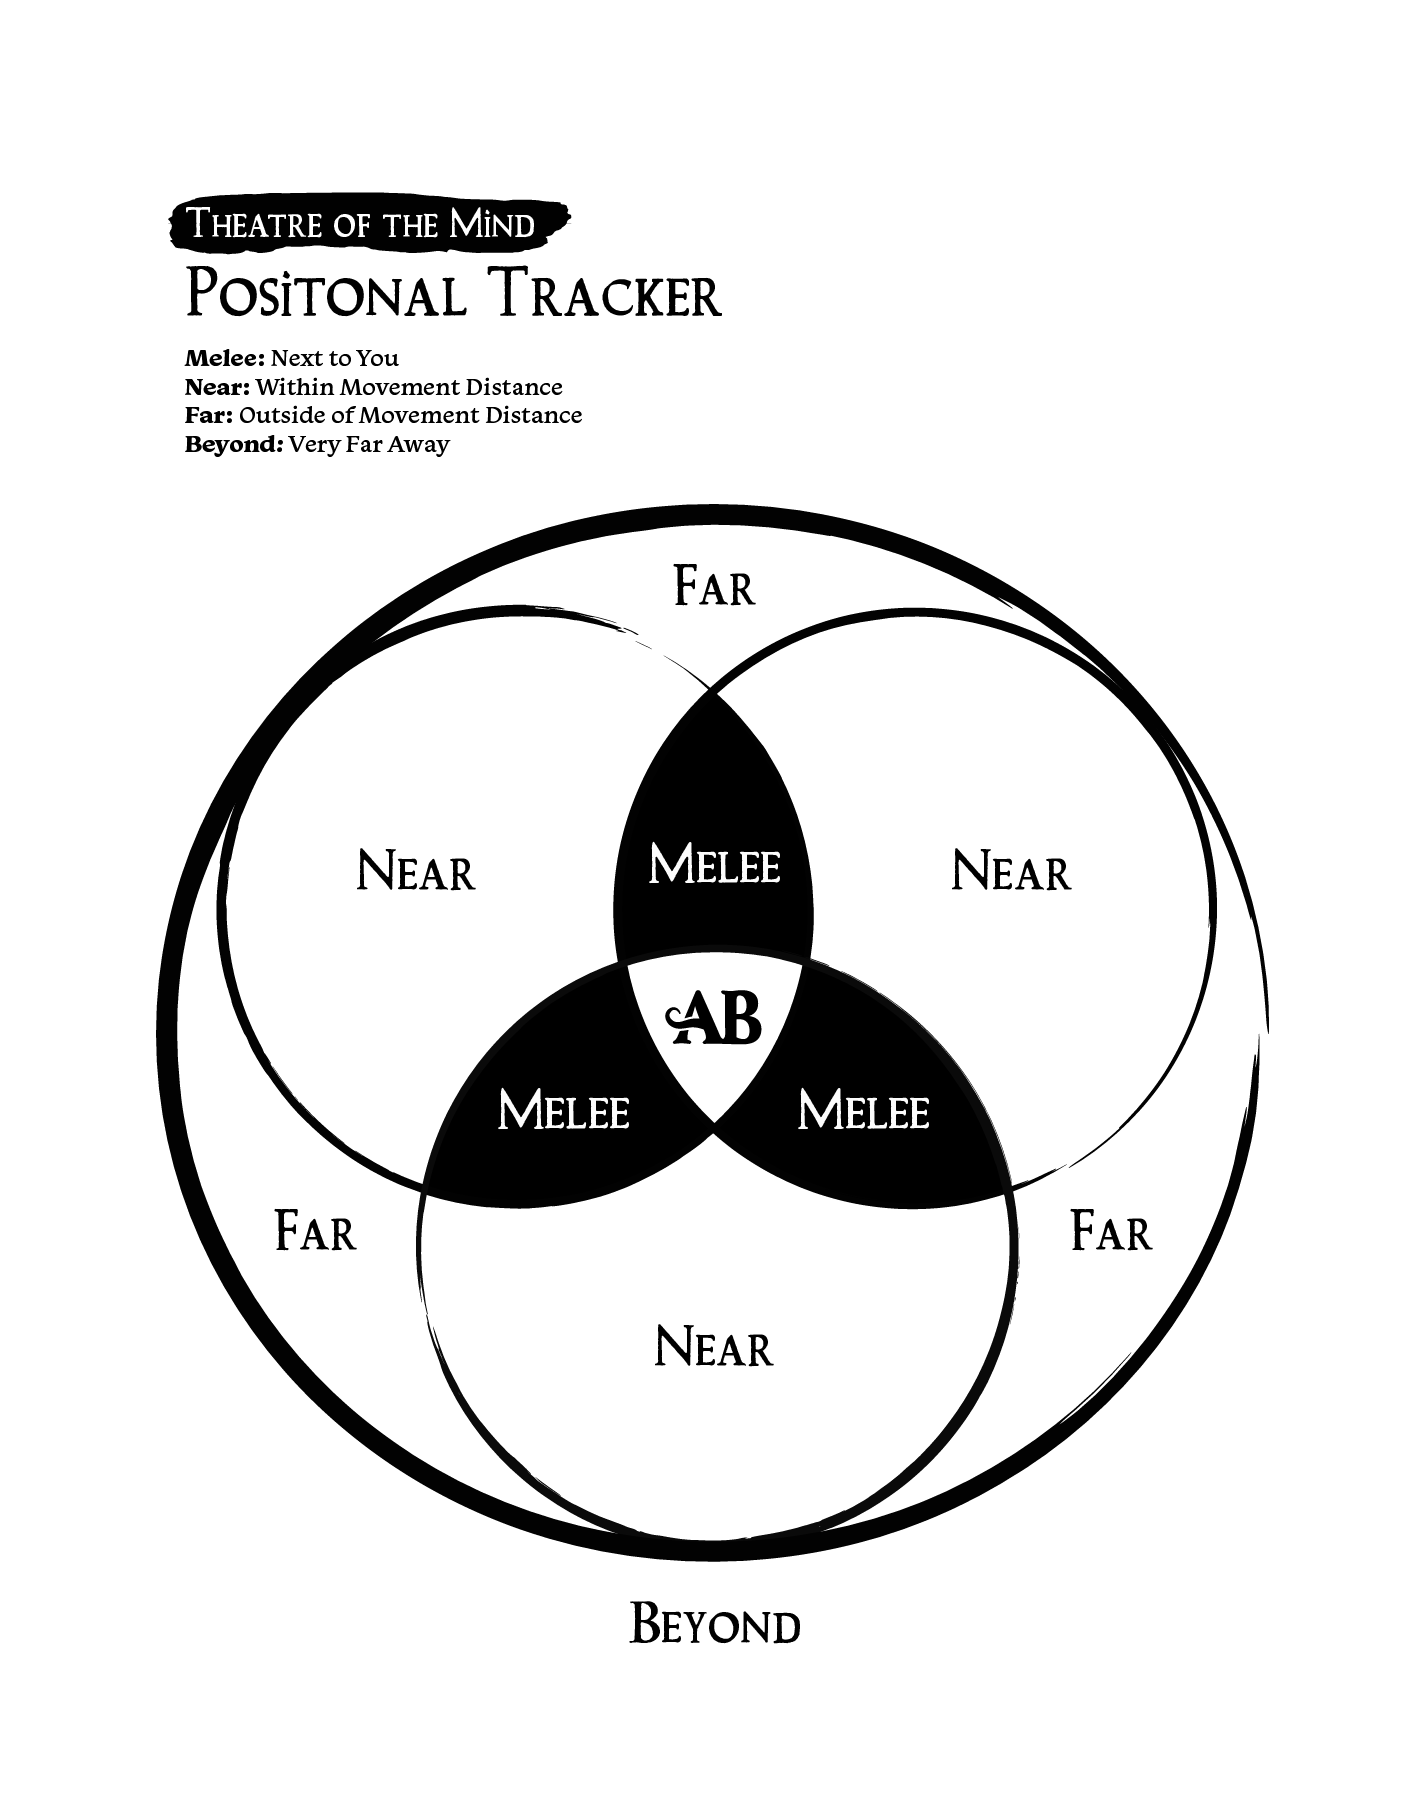 Theatre of the Mind
Positonal Tracker
Melee: Next to You
Near: Within Movement Distance
Far: Outside of Movement Distance
Beyond: Very Far Away
Far
Near
Melee
Near
AB
Melee
Melee
Far
Far
Near
Beyond